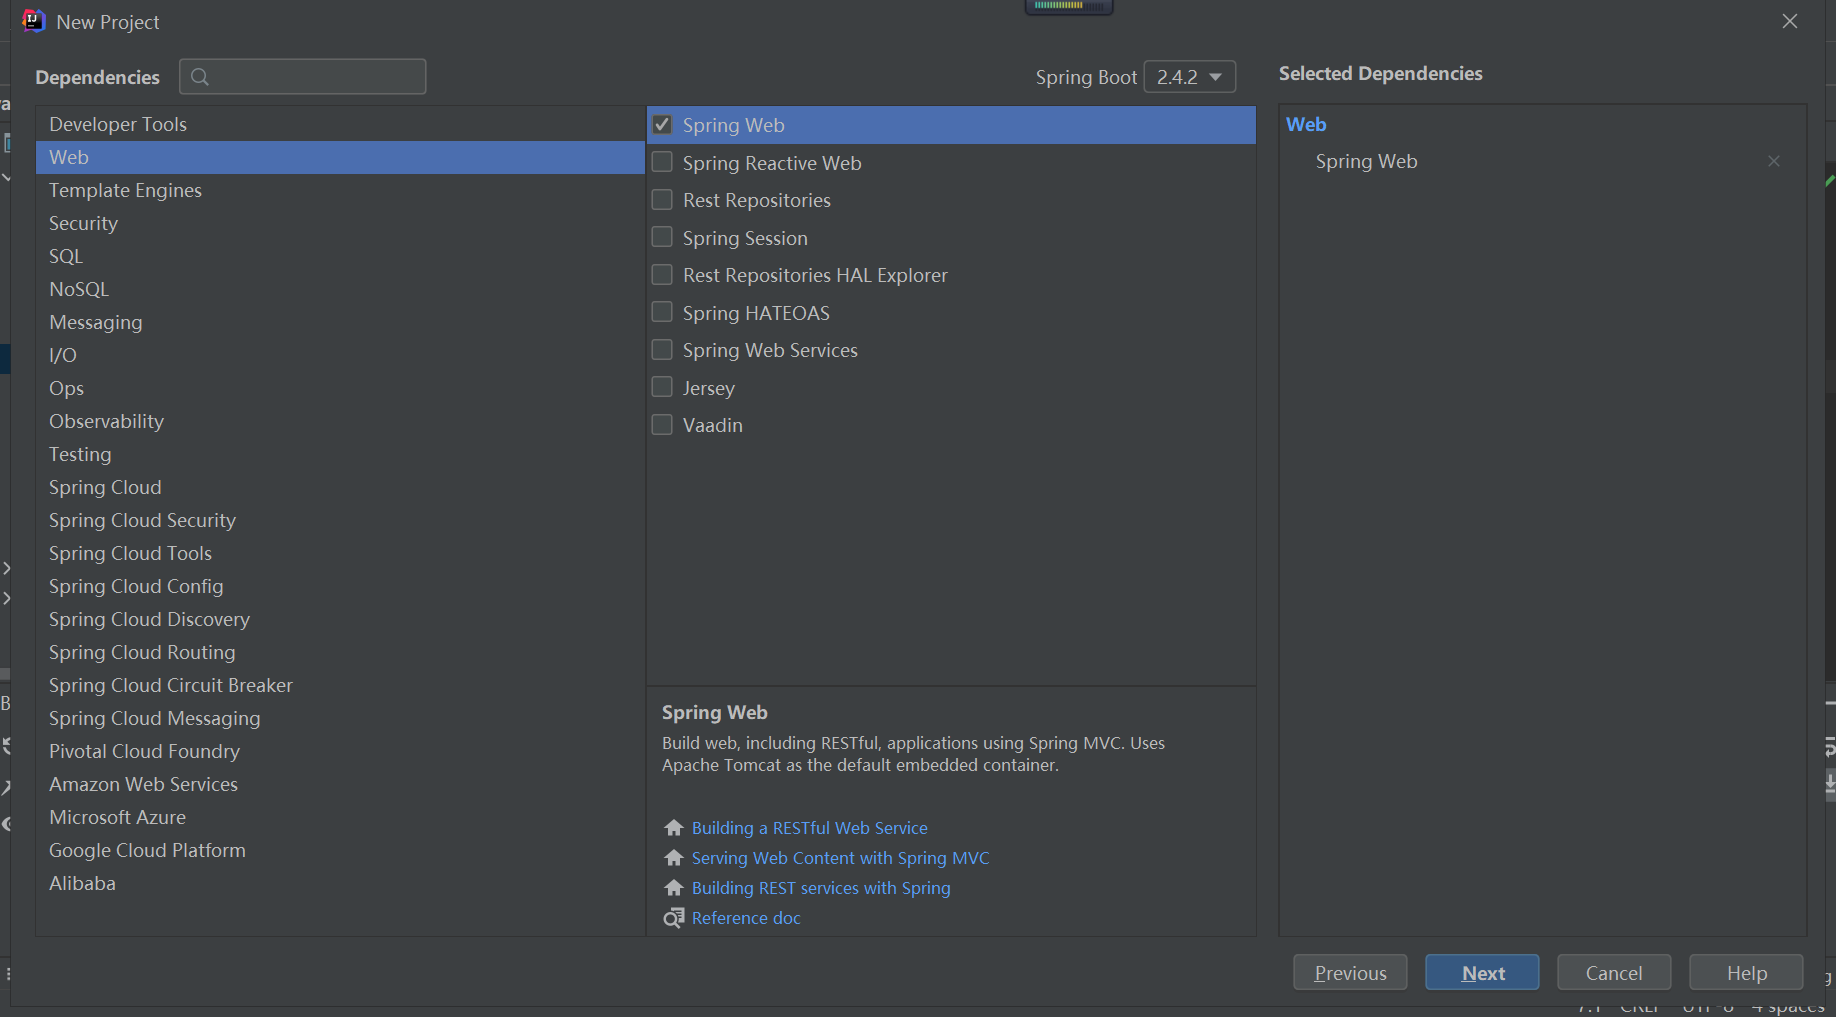 New Project
Dependencies
Spring Boot 2.4.2
Selected Dependencies
Developer Tools
Web
Template Engines
Security
SQL
NoSQL
Messaging
I/O
Ops
Observability
Testing
Spring Cloud
Spring Cloud Security
Spring Cloud Tools
Spring Cloud Config
Spring Cloud Discovery
Spring Cloud Routing
Spring Cloud Circuit Breaker
Spring Cloud Messaging
Pivotal Cloud Foundry
Amazon Web Services
Microsoft Azure
Google Cloud Platform
Alibaba
Spring Web
Spring Reactive Web
Rest Repositories
Spring Session
Rest Repositories HAL Explorer
Spring HATEOAS
Spring Web Services
Jersey
Vaadin
Spring Web
Build web, including RESTful, applications using Spring MVC. Uses
Apache Tomcat as the default embedded container.
Building a RESTful Web Service
Serving Web Content with Spring MVC
Building REST services with Spring
Reference doc
Web
Spring Web
Previous
Next
Cancel
Help
CRLF UTF-8 4 spaces